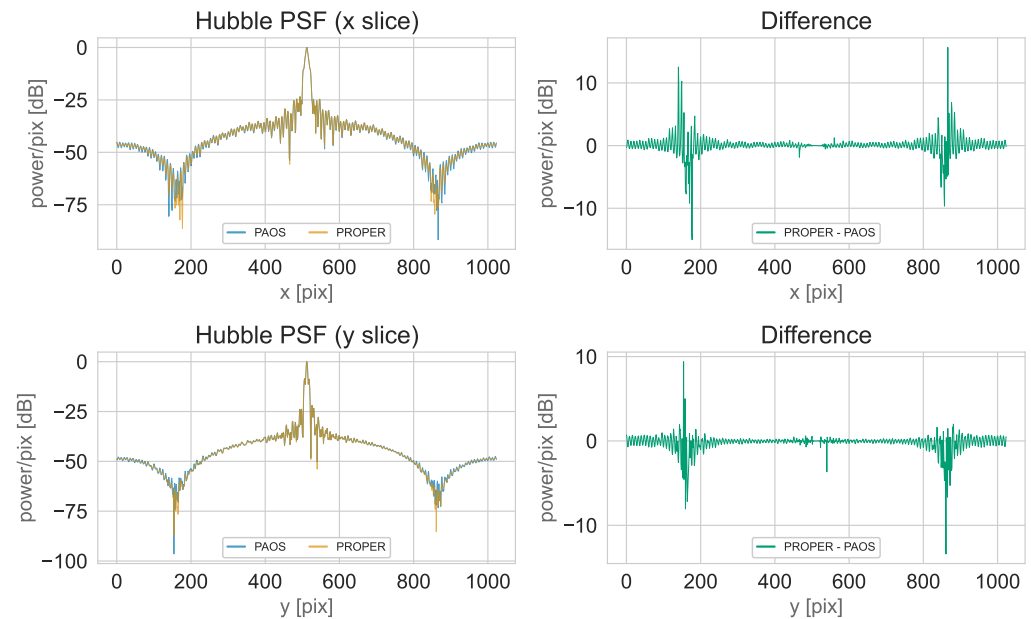 Hubble PSF (x slice)
0
−25
−50
−75
power/pix [dB]
PAOS PROPER
0 200 400 600 800 1000
x [pix]
Difference
10
0
−10
power/pix [dB]
PROPER - PAOS
0 200 400 600 800 1000
x [pix]
Hubble PSF (y slice)
0
−25
−50
−75
−100
power/pix [dB]
PAOS PROPER
0 200 400 600 800 1000
y [pix]
Difference
10
0
−10
power/pix [dB]
PROPER - PAOS
0 200 400 600 800 1000
y [pix]